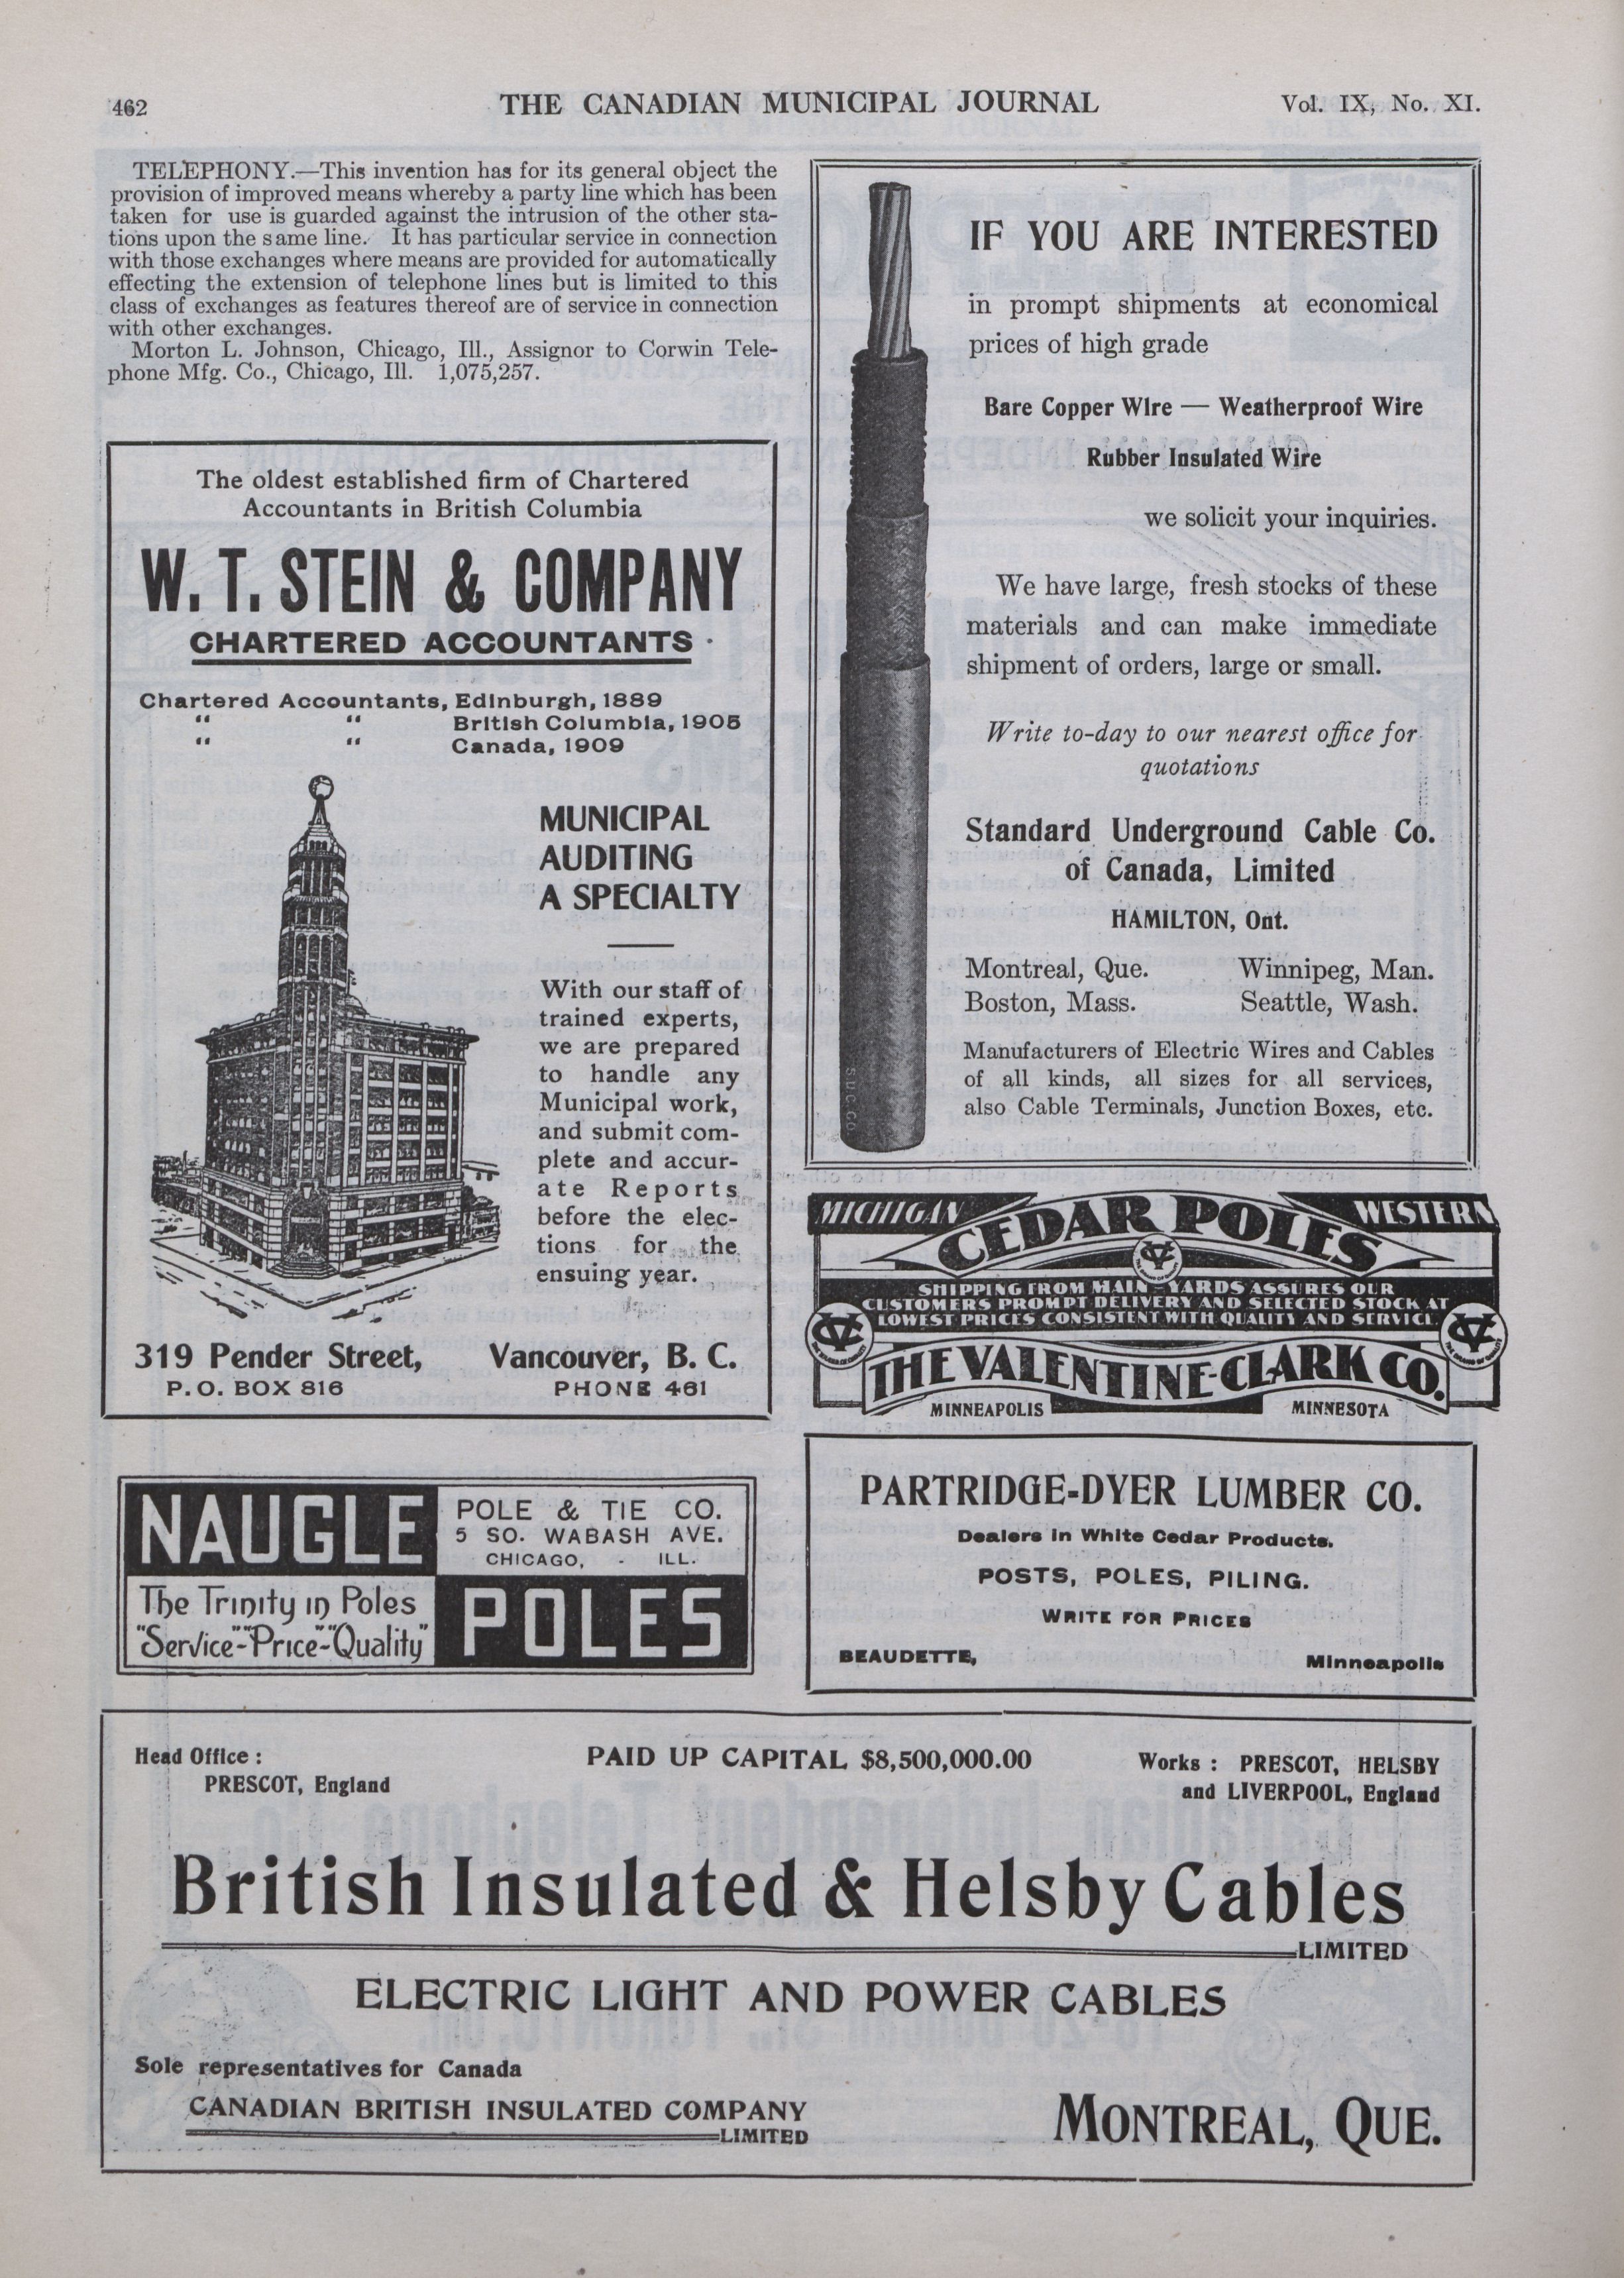 462
THE CANADIAN MUNICIPAL JOURNAL
Vol. IX, No. XI.
TELEPHONY.—This invention has for its general object the
provision of improved means whereby a party line which has been
taken for use is guarded against the intrusion of the other sta-
tions upon the same line. It has particular service in connection
with those exchanges where means are provided for automatically
effecting the extension of telephone lines but is limited to this
class of exchanges as features thereof are of service in connection
with other exchanges.
Morton L. Johnson, Chicago, Ill., Assignor to Corwin Tele-
phone Mfg. Co., Chicago, Ill. 1,075,257.
The oldest established firm of Chartered
Accountants in British Columbia
W. T. STEIN & COMPANY
CHARTERED ACCOUNTANTS
Chartered Accountants, Edinburgh, 1889
“ “ British Columbia, 1905
“ “ Canada, 1909
MUNICIPAL
AUDITING
A SPECIALTY
With our staff of
trained experts,
we are prepared
to handle any
Municipal work,
and submit com-
plete and accur-
ate Reports
before the elec-
tions for the
ensuing year.
319 Pender Street, Vancouver, B. C.
P.O. BOX 816 PHONE 461
NAUGLE
POLE & TIE CO.
5 SO. WABASH AVE.
CHICAGO, - ILL.
The Trinity in Poles
"Service"-"Price"-"Quality"
POLES
IF YOU ARE INTERESTED
in prompt shipments at economical
prices of high grade
Bare Copper Wire — Weatherproof Wire
Rubber Insulated Wire
we solicit your inquiries.
We have large, fresh stocks of these
materials and can make immediate
shipment of orders, large or small.
Write to-day to our nearest office for
quotations
Standard Underground Cable Co.
of Canada, Limited
HAMILTON, Ont.
Montreal, Que. Winnipeg, Man.
Boston, Mass. Seattle, Wash.
Manufacturers of Electric Wires and Cables
of all kinds, all sizes for all services,
also Cable Terminals, Junction Boxes, etc.
S.U.C.CO.
MICHIGAN CEDAR POLES WESTERN
SHIPPING FROM MAIN YARDS ASSURES OUR
CUSTOMERS PROMPT DELIVERY AND SELECTED STOCK AT
LOWEST PRICES CONSISTENT WITH QUALITY AND SERVICE
THE VALENTINE-CLARK CO.
MINNEAPOLIS MINNESOTA
PARTRIDGE-DYER LUMBER CO.
Dealers in White Cedar Products.
POSTS, POLES, PILING.
WRITE FOR PRICES
BEAUDETTE, Minneapolis
Head Office :
PRESCOT, England
PAID UP CAPITAL $8,500,000.00
Works : PRESCOT, HELSBY
and LIVERPOOL, England
British Insulated & Helsby Cables
LIMITED
ELECTRIC LIGHT AND POWER CABLES
Sole representatives for Canada
CANADIAN BRITISH INSULATED COMPANY
LIMITED
MONTREAL, QUE.